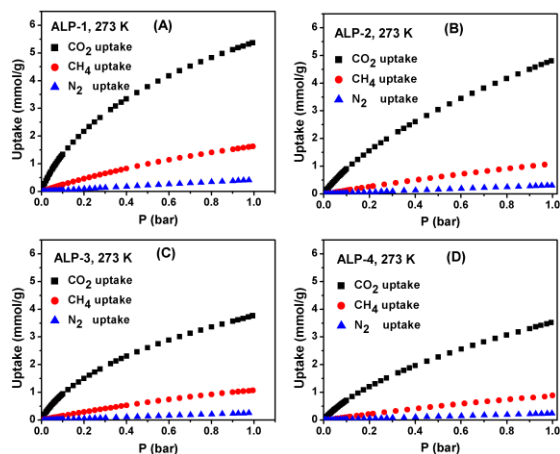 ALP-1, 273 K (A)
CO2 uptake
CH4 uptake
N2 uptake
Uptake (mmol/g)
6
5
4
3
2
1
0
0.0 0.2 0.4 0.6 0.8 1.0
P (bar)
ALP-2, 273 K (B)
CO2 uptake
CH4 uptake
N2 uptake
Uptake (mmol/g)
6
5
4
3
2
1
0
0.0 0.2 0.4 0.6 0.8 1.0
P (bar)
ALP-3, 273 K (C)
CO2 uptake
CH4 uptake
N2 uptake
Uptake (mmol/g)
6
5
4
3
2
1
0
0.0 0.2 0.4 0.6 0.8 1.0
P (bar)
ALP-4, 273 K (D)
CO2 uptake
CH4 uptake
N2 uptake
Uptake (mmol/g)
6
5
4
3
2
1
0
0.0 0.2 0.4 0.6 0.8 1.0
P (bar)